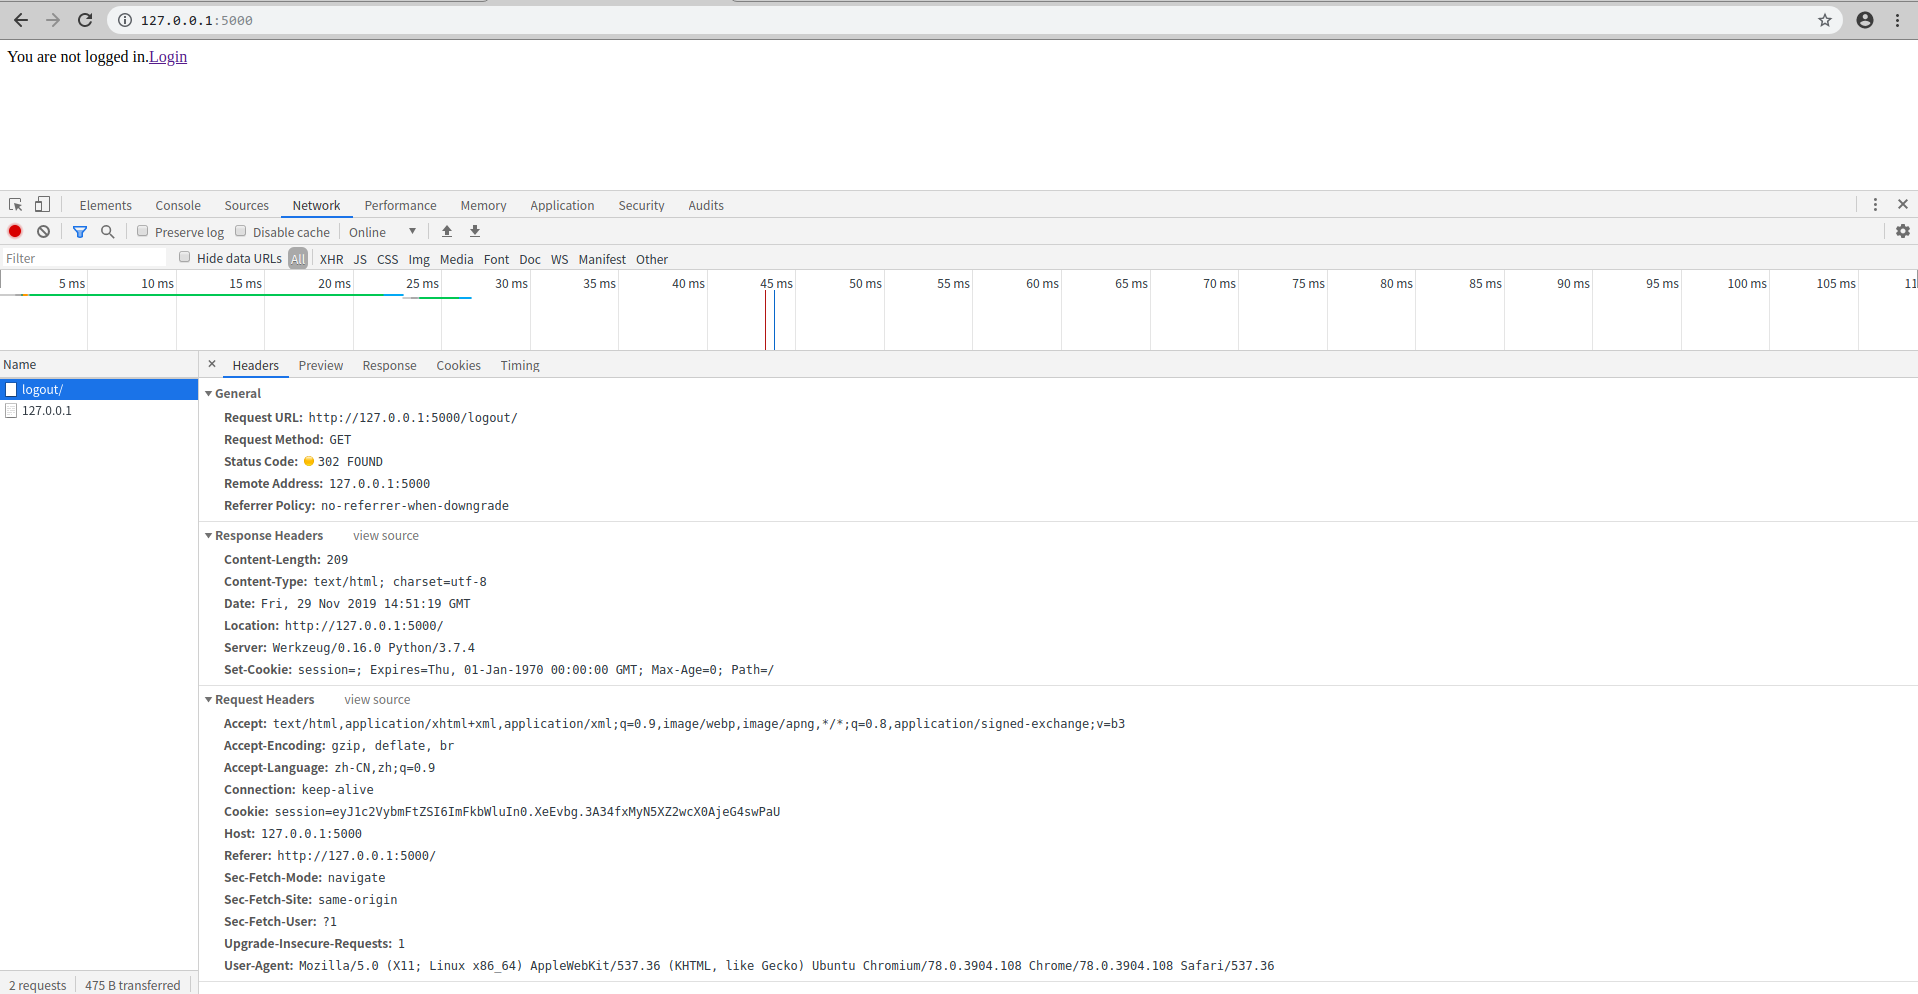 127.0.0.1:5000
You are not logged in.Login
Elements Console Sources Network Performance Memory Application Security Audits
Preserve log Disable cache Online
Filter Hide data URLs All XHR JS CSS Img Media Font Doc WS Manifest Other
5 ms 10 ms 15 ms 20 ms 25 ms 30 ms 35 ms 40 ms 45 ms 50 ms 55 ms 60 ms 65 ms 70 ms 75 ms 80 ms 85 ms 90 ms 95 ms 100 ms 105 ms 11
Name
logout/
127.0.0.1
Headers Preview Response Cookies Timing
General
Request URL: http://127.0.0.1:5000/logout/
Request Method: GET
Status Code: 302 FOUND
Remote Address: 127.0.0.1:5000
Referrer Policy: no-referrer-when-downgrade
Response Headers view source
Content-Length: 209
Content-Type: text/html; charset=utf-8
Date: Fri, 29 Nov 2019 14:51:19 GMT
Location: http://127.0.0.1:5000/
Server: Werkzeug/0.16.0 Python/3.7.4
Set-Cookie: session=; Expires=Thu, 01-Jan-1970 00:00:00 GMT; Max-Age=0; Path=/
Request Headers view source
Accept: text/html,application/xhtml+xml,application/xml;q=0.9,image/webp,image/apng,*/*;q=0.8,application/signed-exchange;v=b3
Accept-Encoding: gzip, deflate, br
Accept-Language: zh-CN,zh;q=0.9
Connection: keep-alive
Cookie: session=eyJ1c2VybmFtZSI6ImFkbWluIn0.XeEvbg.3A34fxMyN5XZ2wcX0AjeG4swPaU
Host: 127.0.0.1:5000
Referer: http://127.0.0.1:5000/
Sec-Fetch-Mode: navigate
Sec-Fetch-Site: same-origin
Sec-Fetch-User: ?1
Upgrade-Insecure-Requests: 1
User-Agent: Mozilla/5.0 (X11; Linux x86_64) AppleWebKit/537.36 (KHTML, like Gecko) Ubuntu Chromium/78.0.3904.108 Chrome/78.0.3904.108 Safari/537.36
2 requests 475 B transferred